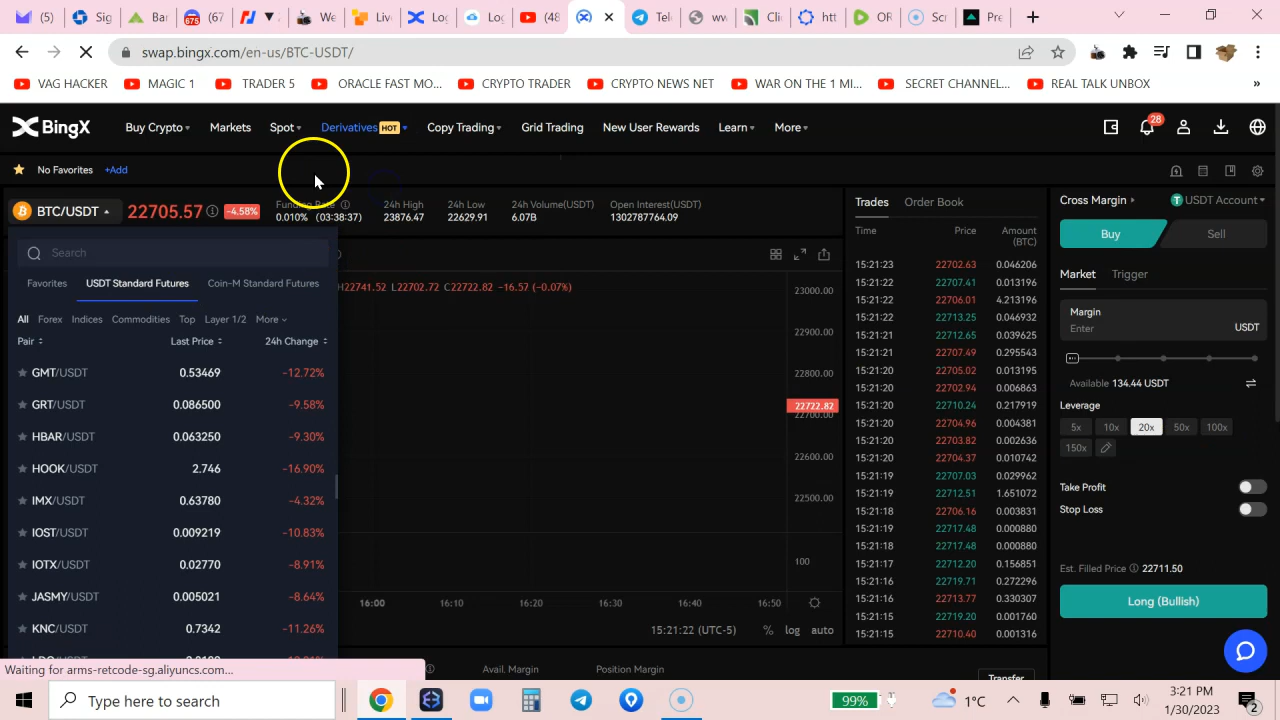 (5)
Sp
Bar
(67
We
Lin
Log
Log
(48
Tel
wv
Clic
htt
OR
Scr
Pre
swap.bingx.com/en-us/BTC-USDT/
VAG HACKER
MAGIC 1
TRADER 5
ORACLE FAST MO...
CRYPTO TRADER
CRYPTO NEWS NET
WAR ON THE 1 MI...
SECRET CHANNEL...
REAL TALK UNBOX
»
BingX
Buy Crypto
Markets
Spot
Derivatives HOT
Copy Trading
Grid Trading
New User Rewards
Learn
More
28
No Favorites +Add
BTC/USDT
22705.57
-4.58%
Funding Rate
0.010% (03:38:37)
24h High
23876.47
24h Low
22629.91
24h Volume(USDT)
6.07B
Open Interest(USDT)
1302787764.09
Search
Favorites
USDT Standard Futures
Coin-M Standard Futures
All Forex Indices Commodities Top Layer 1/2 More
Pair Last Price 24h Change
GMT/USDT 0.53469 -12.72%
GRT/USDT 0.086500 -9.58%
HBAR/USDT 0.063250 -9.30%
HOOK/USDT 2.746 -16.90%
IMX/USDT 0.63780 -4.32%
IOST/USDT 0.009219 -10.83%
IOTX/USDT 0.02770 -8.91%
JASMY/USDT 0.005021 -8.64%
KNC/USDT 0.7342 -11.26%
H22741.52 L22702.72 C22722.82 -16.57 (-0.07%)
23000.00
22900.00
22800.00
22722.82
22700.00
22600.00
22500.00
100
16:00 16:10 16:20 16:30 16:40 16:50
15:21:22 (UTC-5) % log auto
Avail. Margin
Position Margin
Transfer
Trades
Order Book
Time Price Amount
(BTC)
15:21:23 22702.63 0.046206
15:21:22 22707.41 0.013196
15:21:22 22706.01 4.213196
15:21:22 22713.25 0.046932
15:21:21 22712.65 0.039625
15:21:21 22707.49 0.295543
15:21:20 22705.02 0.013195
15:21:20 22702.94 0.006863
15:21:20 22710.24 0.217919
15:21:20 22704.96 0.004381
15:21:20 22703.82 0.002636
15:21:20 22704.37 0.010742
15:21:19 22707.03 0.029962
15:21:19 22712.51 1.651072
15:21:18 22706.16 0.003831
15:21:19 22717.48 0.000880
15:21:18 22717.48 0.000880
15:21:17 22712.20 0.156851
15:21:16 22719.71 0.272296
15:21:16 22713.77 0.330307
15:21:15 22719.20 0.001760
15:21:15 22710.40 0.001316
Cross Margin
USDT Account
Buy
Sell
Market
Trigger
Margin
Enter
USDT
Available 134.44 USDT
Leverage
5x 10x 20x 50x 100x
150x
Take Profit
Stop Loss
Est. Filled Price 22711.50
Long (Bullish)
Waiting for ams-retcode-sg.aliyuncs.com...
Type here to search
99%
1°C
3:21 PM
1/30/2023
2